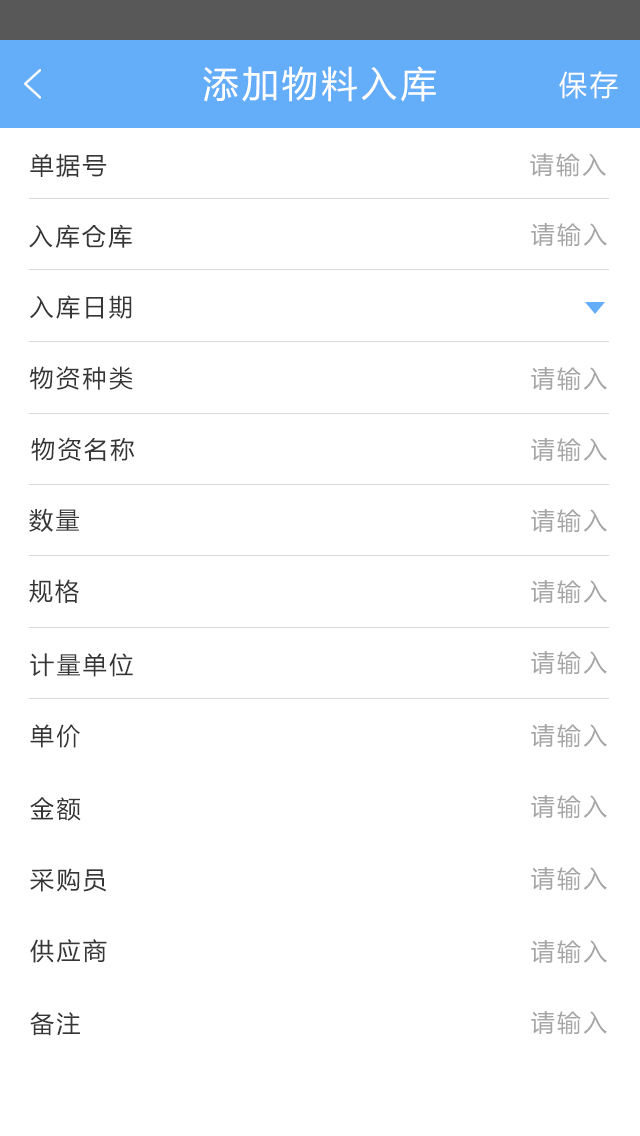 添加物料入库 保存
单据号 请输入
入库仓库 请输入
入库日期
物资种类 请输入
物资名称 请输入
数量 请输入
规格 请输入
计量单位 请输入
单价 请输入
金额 请输入
采购员 请输入
供应商 请输入
备注 请输入